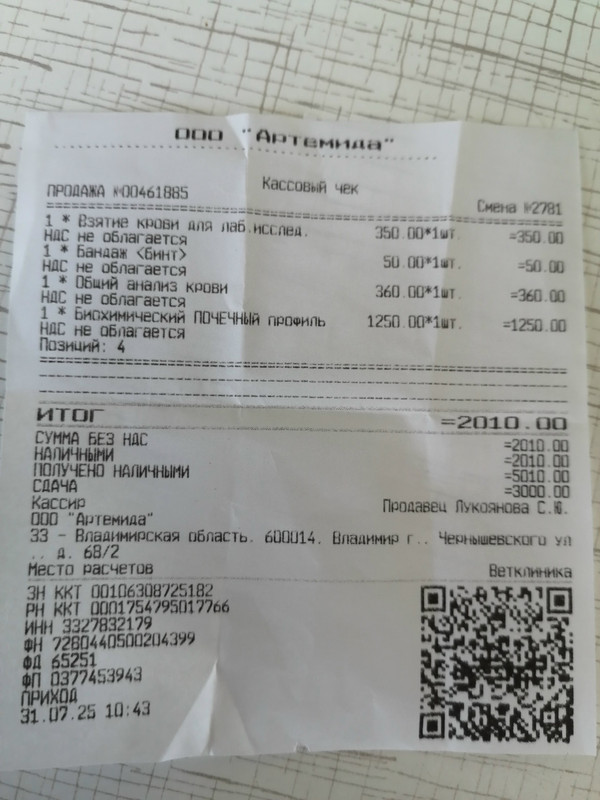 ООО "Артемида"
Кассовый чек
ПРОДАЖА №00461885 Смена №2781
1 * Взятие крови для лаб.исслед. 350.00*1шт. =350.00
НДС не облагается
1 * Бандаж <Бинт> 50.00*1шт. =50.00
НДС не облагается
1 * Общий анализ крови 360.00*1шт. =360.00
НДС не облагается
1 * Биохимический ПОЧЕЧНЫЙ профиль 1250.00*1шт. =1250.00
НДС не облагается
Позиций: 4
ИТОГ =2010.00
СУММА БЕЗ НДС =2010.00
НАЛИЧНЫМИ =2010.00
ПОЛУЧЕНО НАЛИЧНЫМИ =5010.00
СДАЧА =3000.00
Кассир Продавец Лукоянова С.Ю.
ООО "Артемида"
33 - Владимирская область, 600014, Владимир г., Чернышевского ул
., д. 68/2
Место расчетов Ветклиника
ЗН ККТ 00106308725182
РН ККТ 0001754795017766
ИНН 3327832179
ФН 7280440500204399
ФД 65251
ФП 0377453943
ПРИХОД
31.07.25 10:43